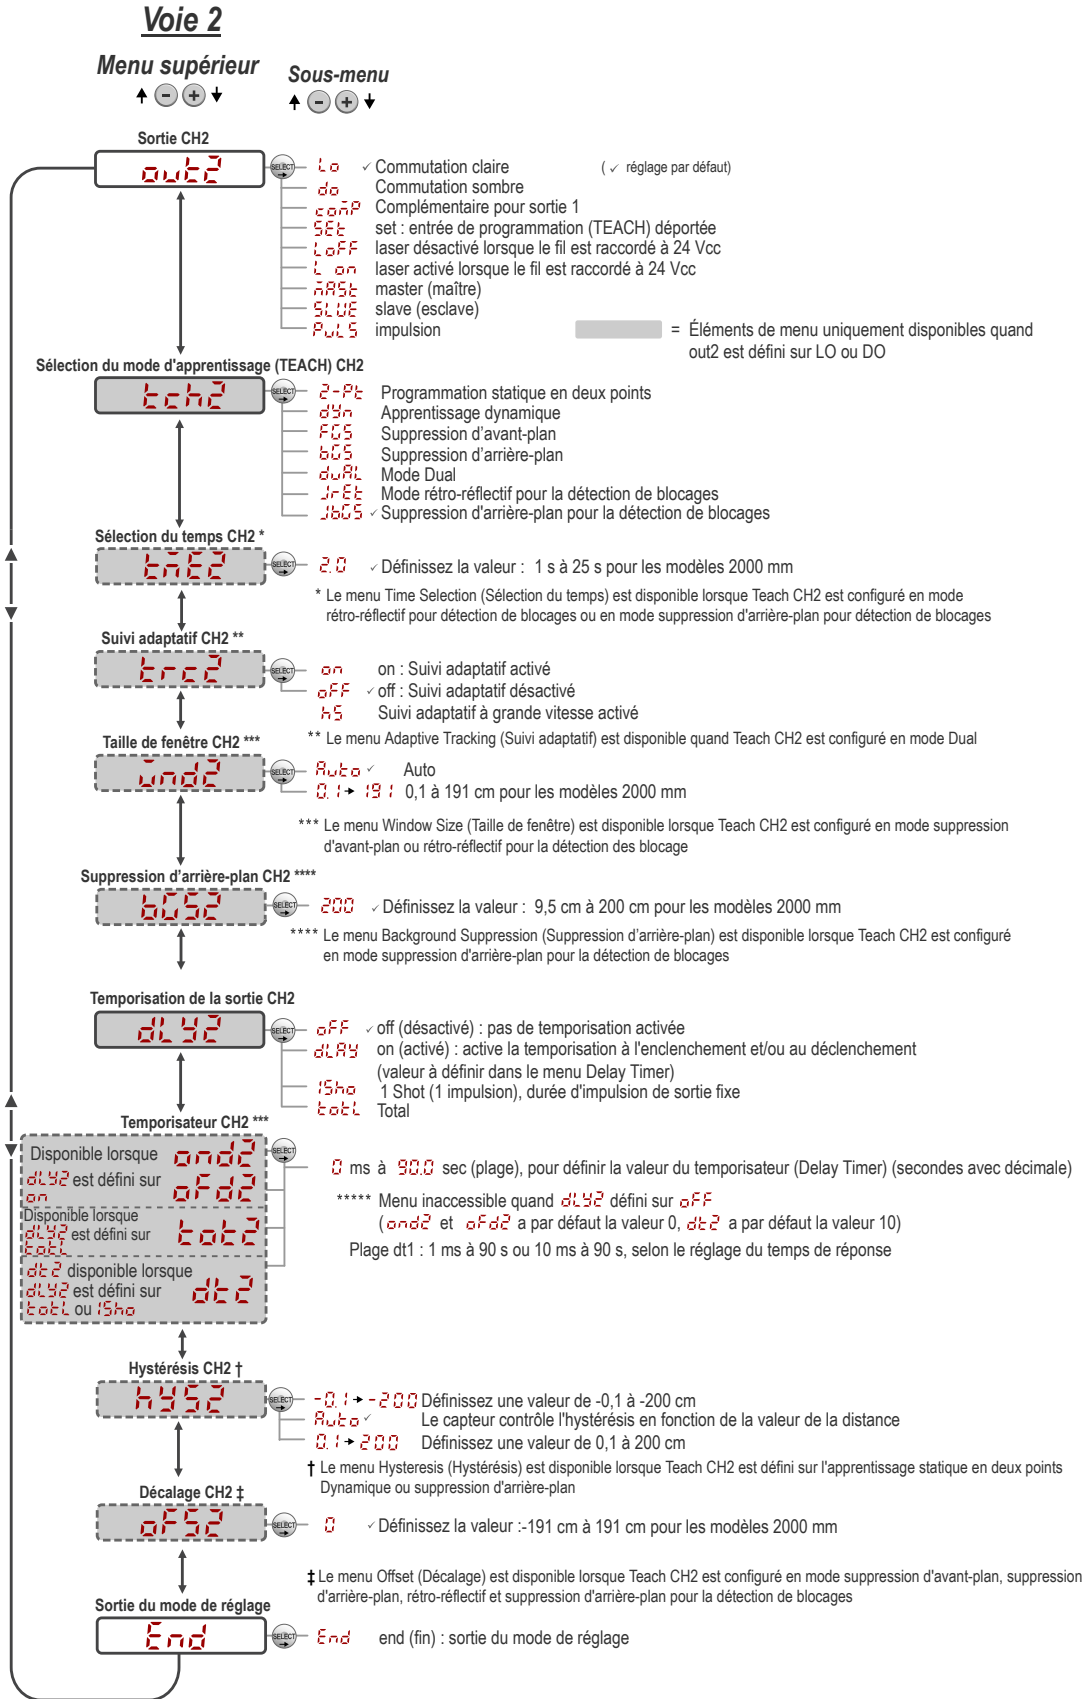 Voie 2
Menu supérieur
Sous-menu
- +
- +
Sortie CH2
out2
SELECT
Lo ✓ Commutation claire
( ✓ réglage par défaut)
do Commutation sombre
comP Complémentaire pour sortie 1
SEt set : entrée de programmation (TEACH) déportée
LoFF laser désactivé lorsque le fil est raccordé à 24 Vcc
L on laser activé lorsque le fil est raccordé à 24 Vcc
mASt master (maître)
SLVE slave (esclave)
PuLS impulsion
= Éléments de menu uniquement disponibles quand
out2 est défini sur LO ou DO
Sélection du mode d'apprentissage (TEACH) CH2
tch2
SELECT
2-Pt Programmation statique en deux points
dYn Apprentissage dynamique
FGS Suppression d'avant-plan
bGS Suppression d'arrière-plan
duAL Mode Dual
JrEt Mode rétro-réflectif pour la détection de blocages
JbGS ✓ Suppression d'arrière-plan pour la détection de blocages
Sélection du temps CH2 *
tmE2
SELECT
2.0 ✓ Définissez la valeur : 1 s à 25 s pour les modèles 2000 mm
* Le menu Time Selection (Sélection du temps) est disponible lorsque Teach CH2 est configuré en mode
rétro-réflectif pour détection de blocages ou en mode suppression d'arrière-plan pour détection de blocages
Suivi adaptatif CH2 **
trc2
SELECT
on on : Suivi adaptatif activé
oFF ✓ off : Suivi adaptatif désactivé
hS Suivi adaptatif à grande vitesse activé
** Le menu Adaptive Tracking (Suivi adaptatif) est disponible quand Teach CH2 est configuré en mode Dual
Taille de fenêtre CH2 ***
wnd2
SELECT
Auto ✓ Auto
0.1 → 191 0,1 à 191 cm pour les modèles 2000 mm
*** Le menu Window Size (Taille de fenêtre) est disponible lorsque Teach CH2 est configuré en mode suppression
d'avant-plan ou rétro-réflectif pour la détection des blocage
Suppression d'arrière-plan CH2 ****
bGS2
SELECT
200 ✓ Définissez la valeur : 9,5 cm à 200 cm pour les modèles 2000 mm
**** Le menu Background Suppression (Suppression d'arrière-plan) est disponible lorsque Teach CH2 est configuré
en mode suppression d'arrière-plan pour la détection de blocages
Temporisation de la sortie CH2
dLY2
SELECT
oFF ✓ off (désactivé) : pas de temporisation activée
dLAY on (activé) : active la temporisation à l'enclenchement et/ou au déclenchement
(valeur à définir dans le menu Delay Timer)
1Sho 1 Shot (1 impulsion), durée d'impulsion de sortie fixe
totL Total
Temporisateur CH2 ***
Disponible lorsque
dLY2 est défini sur
on
ond2
oFd2
SELECT
Disponible lorsque
dLY2 est défini sur
totL
tot2
dt2 disponible lorsque
dLY2 est défini sur
totL ou 1Sho
dt2
0 ms à 90.0 sec (plage), pour définir la valeur du temporisateur (Delay Timer) (secondes avec décimale)
***** Menu inaccessible quand dLY2 défini sur oFF
( ond2 et oFd2 a par défaut la valeur 0, dt2 a par défaut la valeur 10)
Plage dt1 : 1 ms à 90 s ou 10 ms à 90 s, selon le réglage du temps de réponse
Hystérésis CH2 †
hYS2
SELECT
-0.1 → -200 Définissez une valeur de -0,1 à -200 cm
Auto ✓ Le capteur contrôle l'hystérésis en fonction de la valeur de la distance
0.1 → 200 Définissez une valeur de 0,1 à 200 cm
† Le menu Hysteresis (Hystérésis) est disponible lorsque Teach CH2 est défini sur l'apprentissage statique en deux points
Dynamique ou suppression d'arrière-plan
Décalage CH2 ‡
oFS2
SELECT
0 ✓ Définissez la valeur :-191 cm à 191 cm pour les modèles 2000 mm
‡ Le menu Offset (Décalage) est disponible lorsque Teach CH2 est configuré en mode suppression d'avant-plan, suppression
d'arrière-plan, rétro-réflectif et suppression d'arrière-plan pour la détection de blocages
Sortie du mode de réglage
End
SELECT
End end (fin) : sortie du mode de réglage